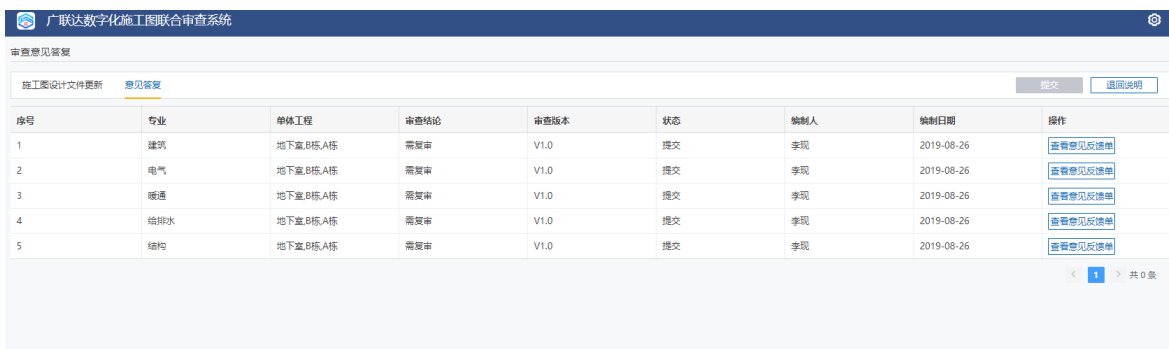 广联达数字化施工图联合审查系统
审查意见答复
施工图设计文件更新 意见答复 提交 退回说明
序号 专业 单体工程 审查结论 审查版本 状态 编制人 编制日期 操作
1 建筑 地下室,B栋,A栋 需复审 V1.0 提交 李现 2019-08-26 查看意见反馈单
2 电气 地下室,B栋,A栋 需复审 V1.0 提交 李现 2019-08-26 查看意见反馈单
3 暖通 地下室,B栋,A栋 需复审 V1.0 提交 李现 2019-08-26 查看意见反馈单
4 给排水 地下室,B栋,A栋 需复审 V1.0 提交 李现 2019-08-26 查看意见反馈单
5 结构 地下室,B栋,A栋 需复审 V1.0 提交 李现 2019-08-26 查看意见反馈单
< 1 > 共 0 条